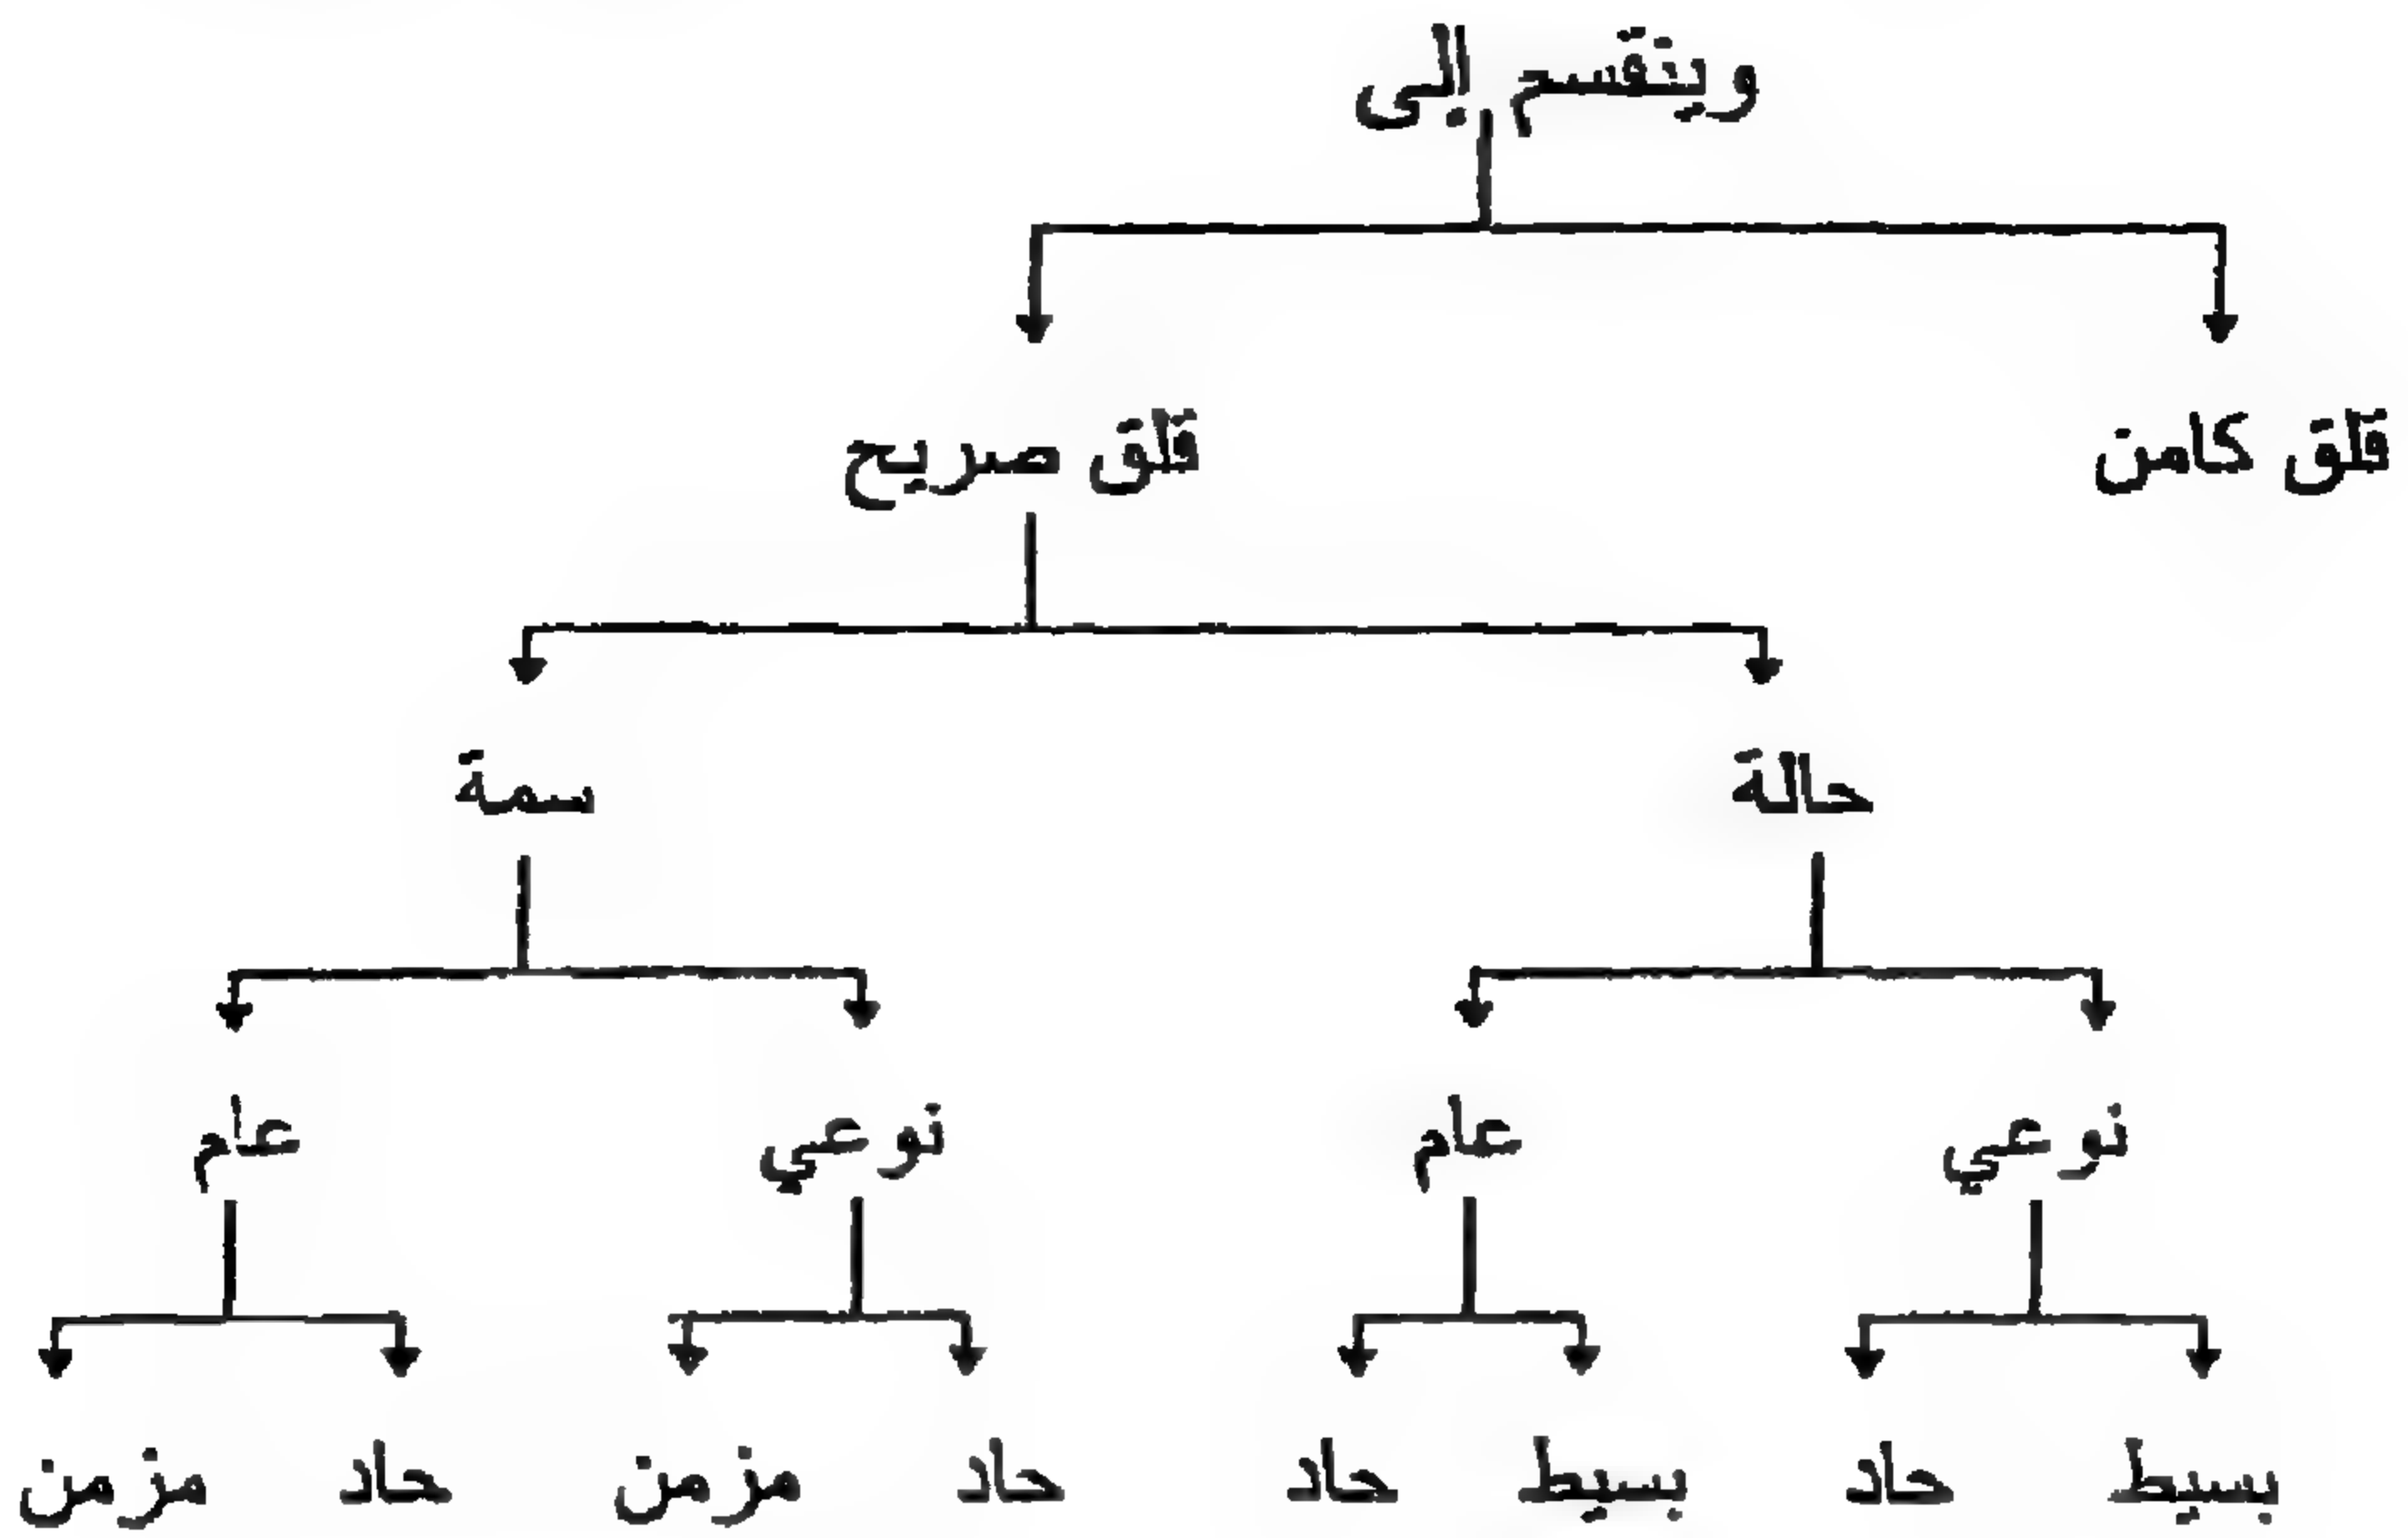 وينقسم إلى
قلق كامن
قلق صريح
حالة
سمة
نوعي
عام
نوعي
عام
بسيط
حاد
بسيط
حاد
حاد
مزمن
حاد
مزمن